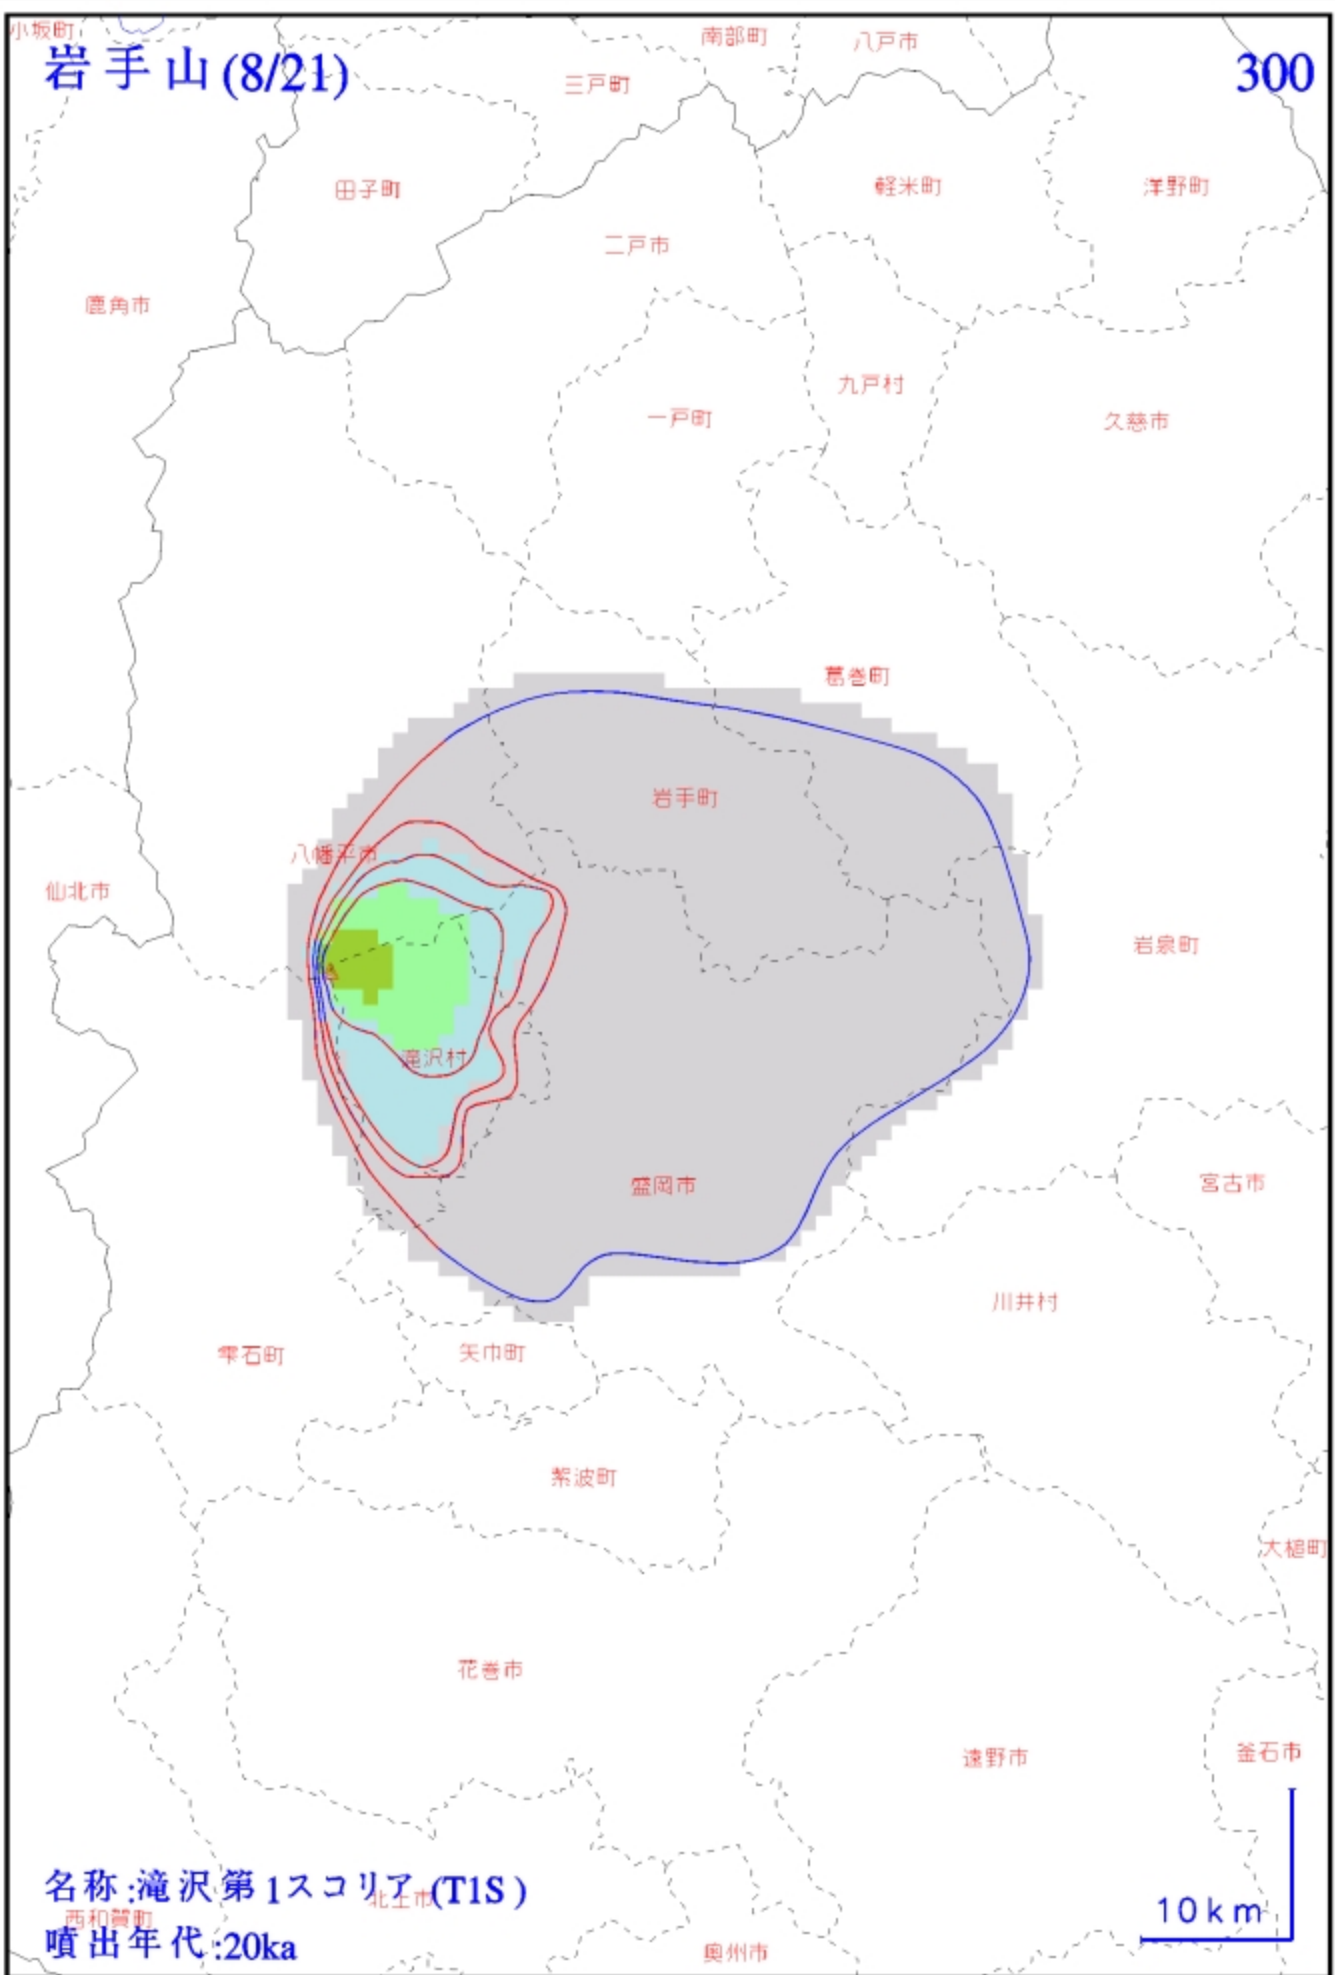 小坂町
南部町
八戸市
岩手山(8/21)
300
三戸町
田子町
軽米町
洋野町
二戸市
鹿角市
九戸村
一戸町
久慈市
葛巻町
岩手町
八幡平市
仙北市
岩泉町
滝沢村
盛岡市
宮古市
川井村
雫石町
矢巾町
紫波町
大槌町
花巻市
遠野市
釜石市
名称:滝沢第1スコリア(T1S)
北上市
西和賀町
10km
噴出年代:20ka
奥州市